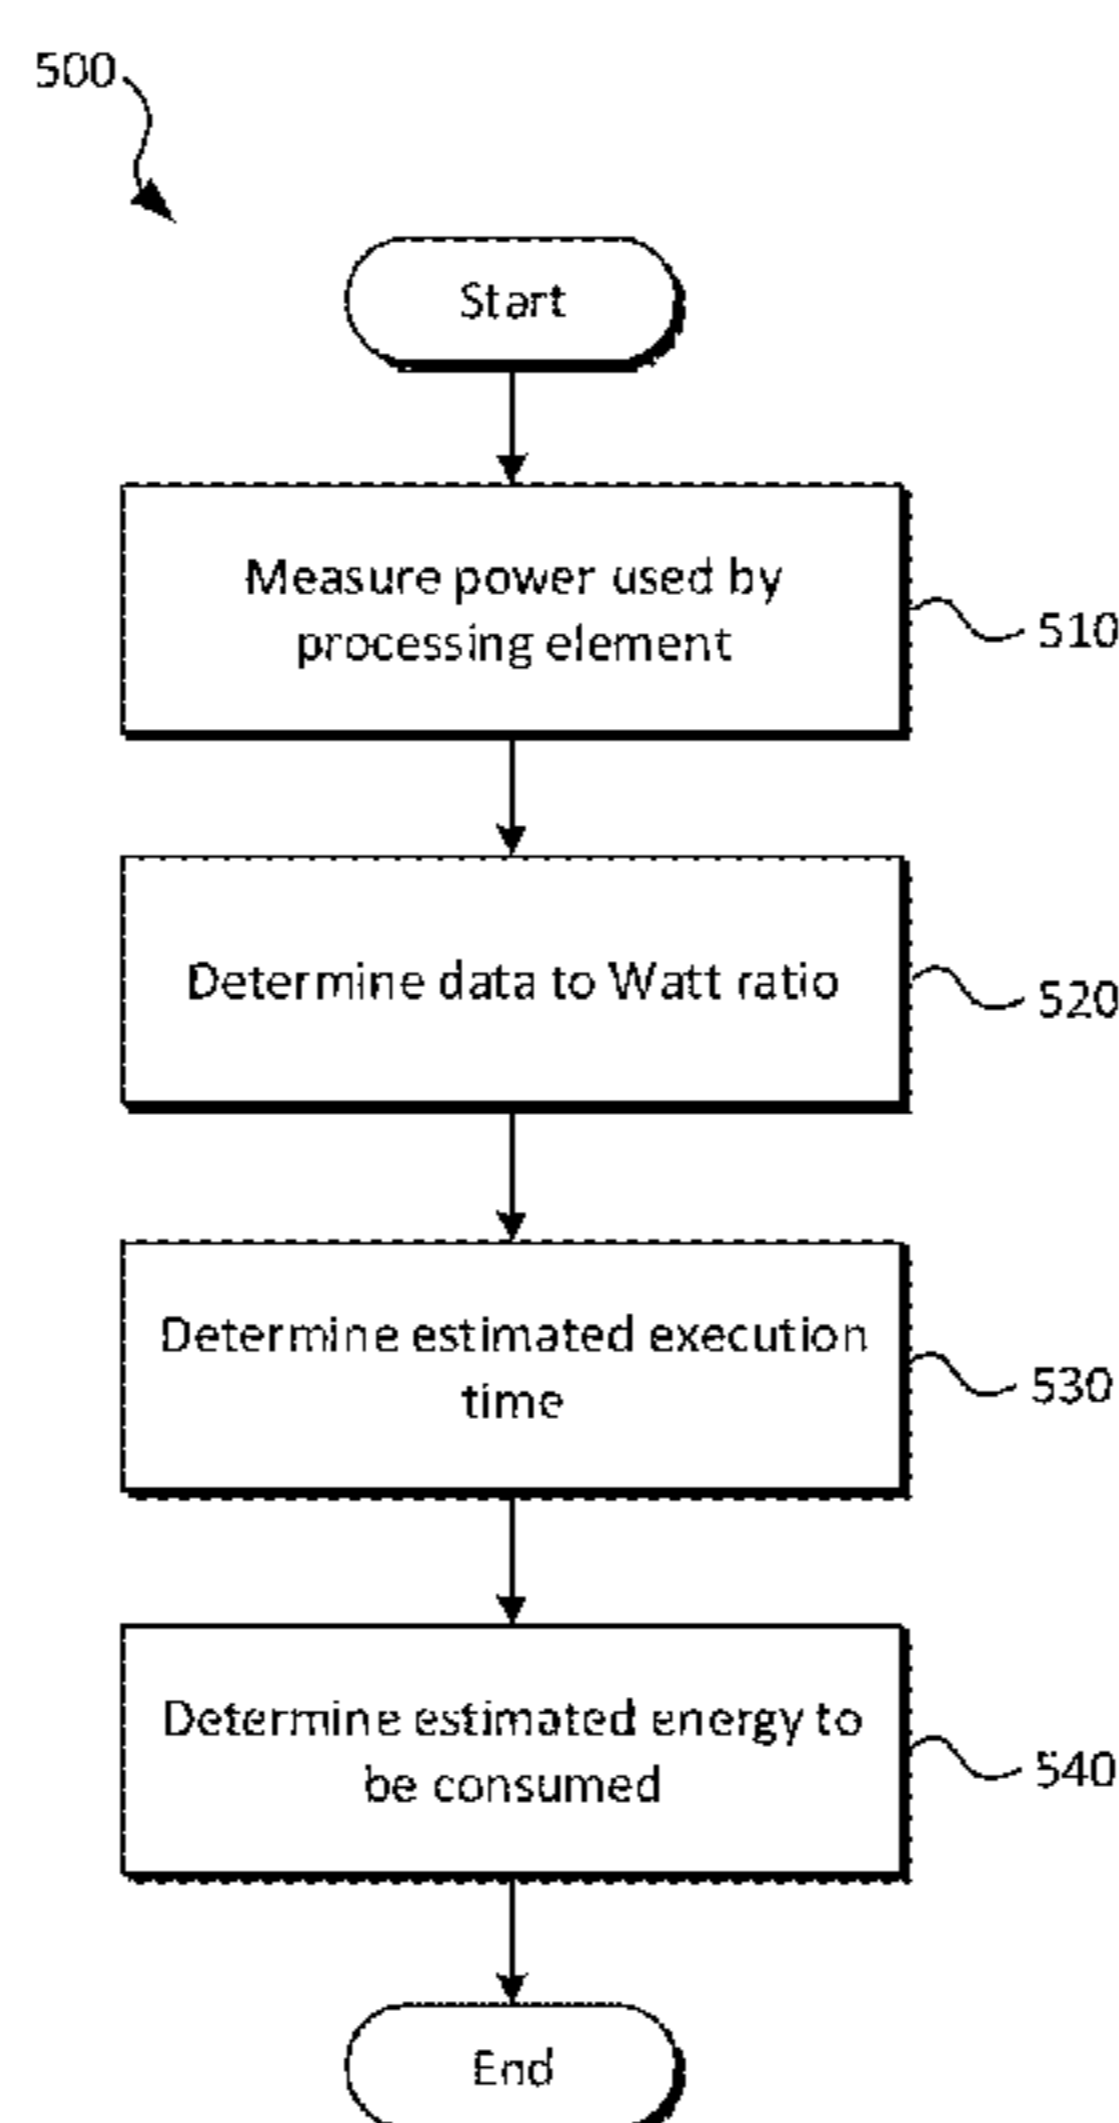 500
Start
Measure power used by
processing element
510
Determine data to Watt ratio
520
Determine estimated execution
time
530
Determine estimated energy to
be consumed
540
End